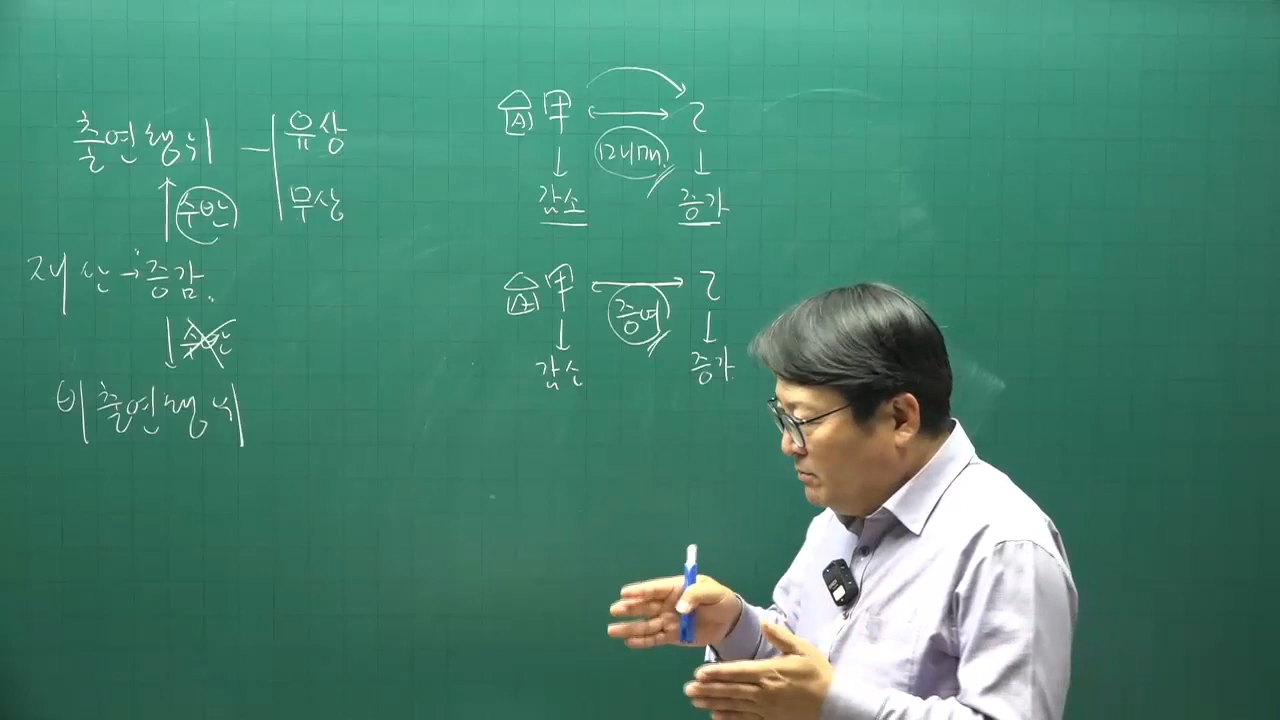 출연행위 ─ 유상
무상
↑ 수반
재산→증감.
↓ 수반
비출연행위
A 甲 ↔ 乙
매매
↓ ↓
감소 증가
A 甲 ↔ 乙
증여
↓ ↓
감소 증가